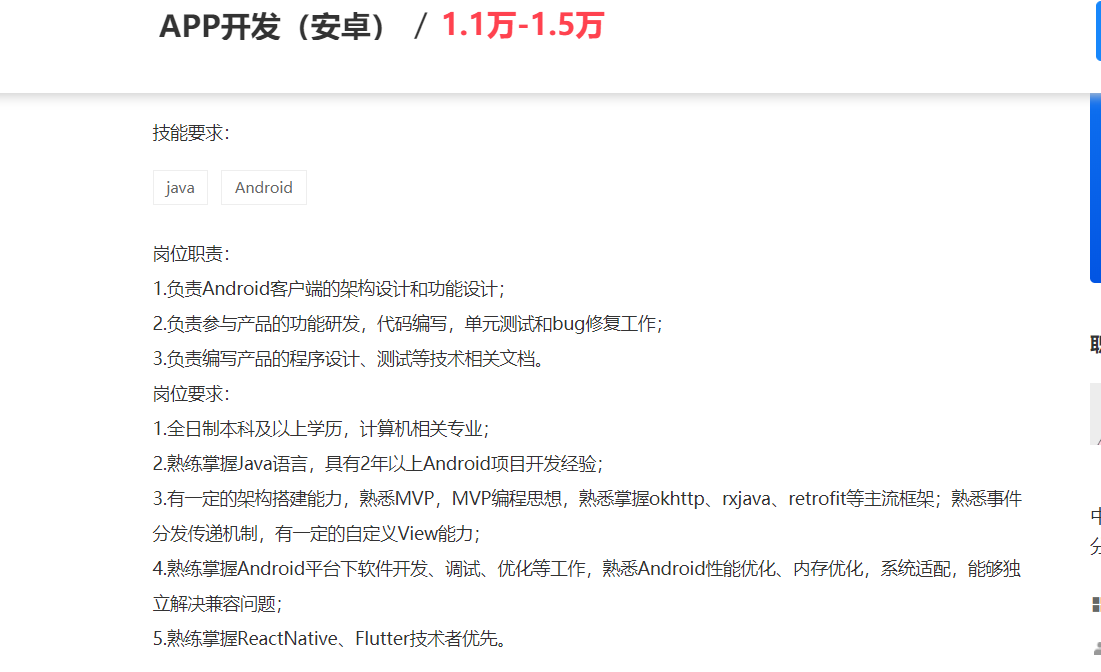 APP开发（安卓） / 1.1万-1.5万
技能要求：
java Android
岗位职责：
1.负责Android客户端的架构设计和功能设计；
2.负责参与产品的功能研发，代码编写，单元测试和bug修复工作；
3.负责编写产品的程序设计、测试等技术相关文档。
岗位要求：
1.全日制本科及以上学历，计算机相关专业；
2.熟练掌握Java语言，具有2年以上Android项目开发经验；
3.有一定的架构搭建能力，熟悉MVP，MVP编程思想，熟悉掌握okhttp、rxjava、retrofit等主流框架；熟悉事件
分发传递机制，有一定的自定义View能力；
4.熟练掌握Android平台下软件开发、调试、优化等工作，熟悉Android性能优化、内存优化，系统适配，能够独
立解决兼容问题；
5.熟练掌握ReactNative、Flutter技术者优先。